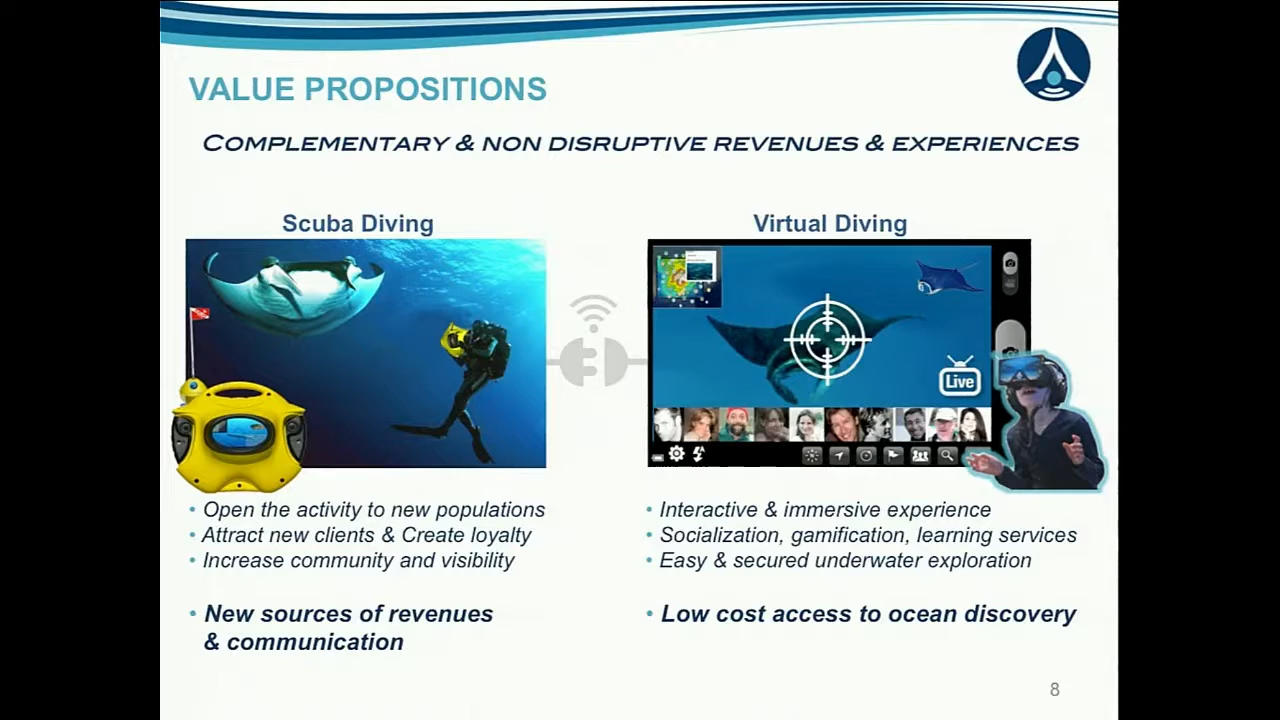 VALUE PROPOSITIONS
COMPLEMENTARY & NON DISRUPTIVE REVENUES & EXPERIENCES
Scuba Diving
Virtual Diving
Live
• Open the activity to new populations
• Attract new clients & Create loyalty
• Increase community and visibility
• New sources of revenues
& communication
• Interactive & immersive experience
• Socialization, gamification, learning services
• Easy & secured underwater exploration
• Low cost access to ocean discovery
8